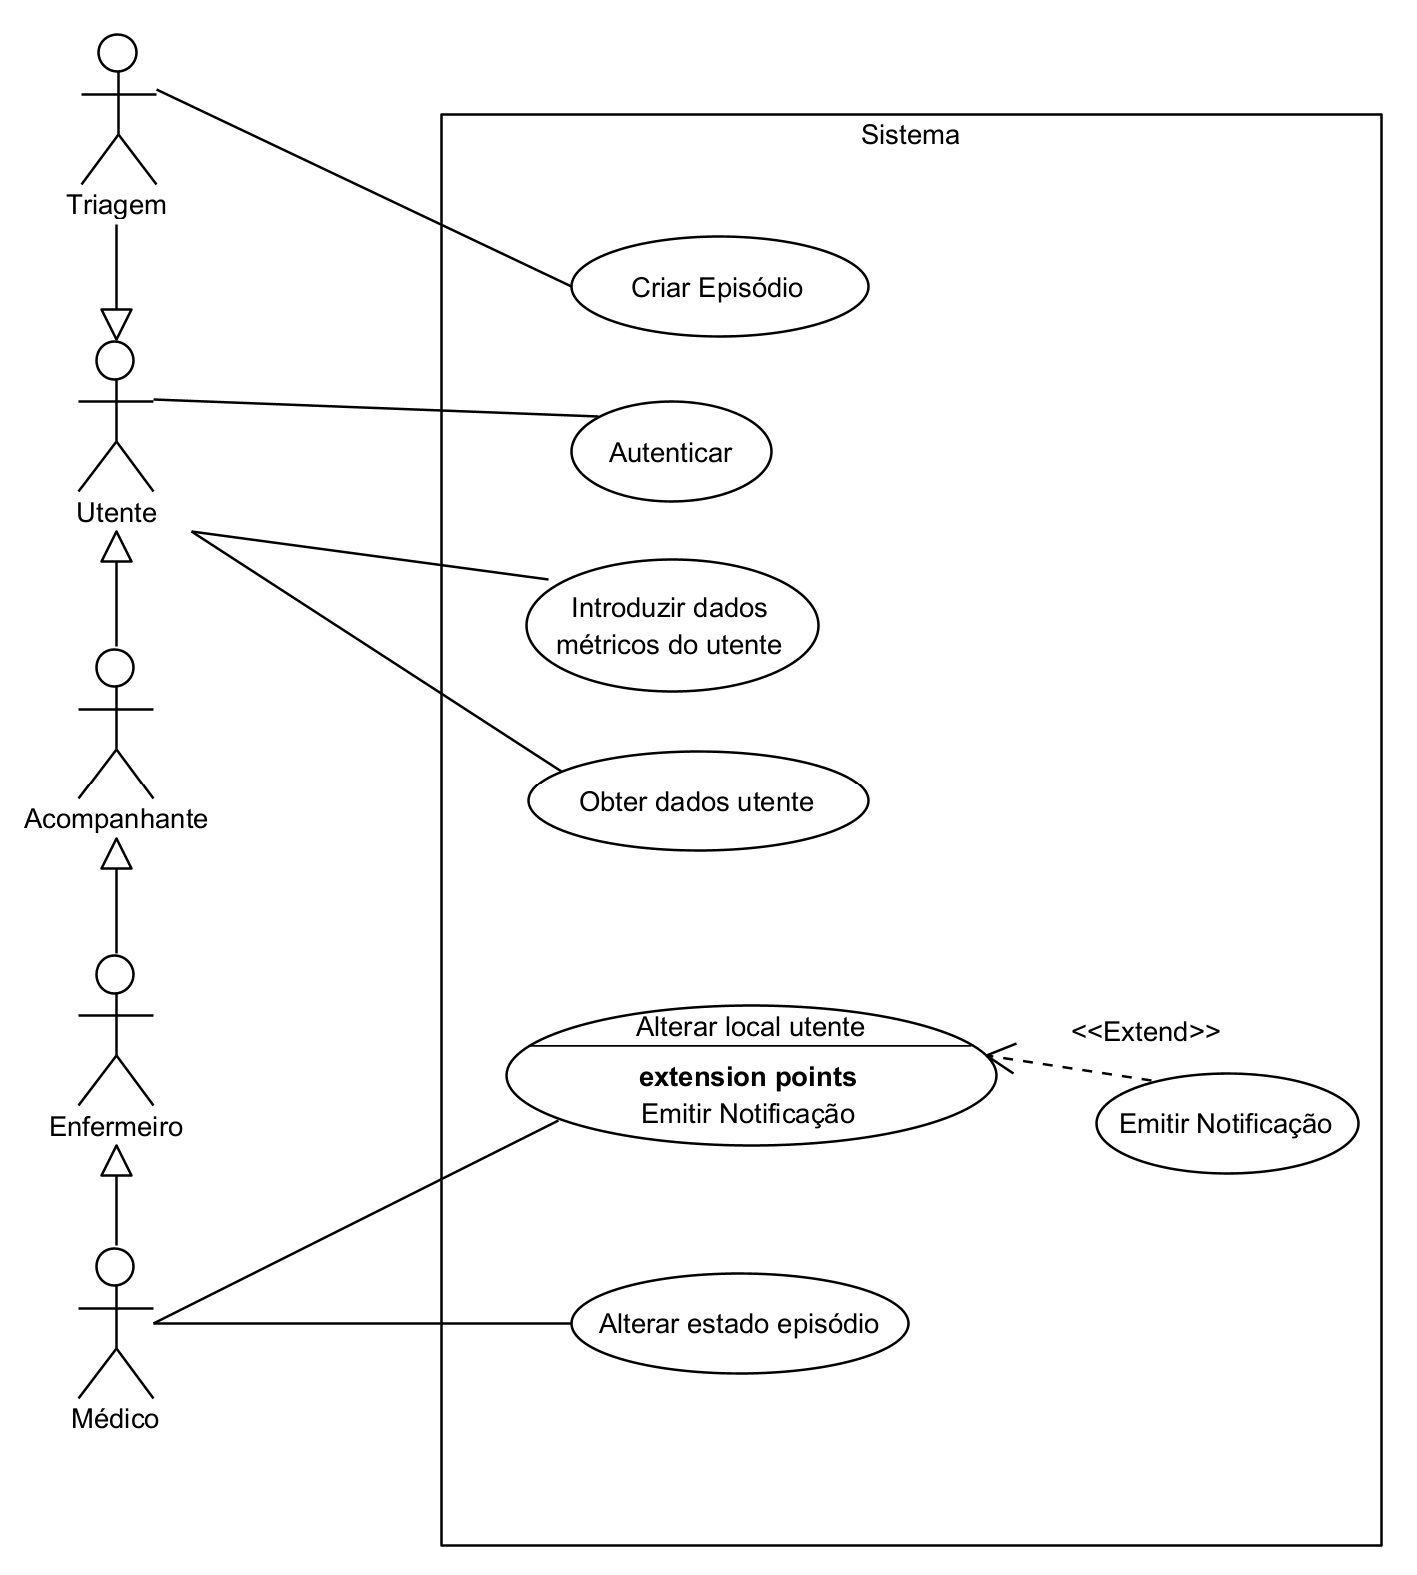 Sistema
Triagem
Criar Episódio
Autenticar
Utente
Introduzir dados
métricos do utente
Obter dados utente
Acompanhante
Alterar local utente
<<Extend>>
extension points
Emitir Notificação
Emitir Notificação
Enfermeiro
Alterar estado episódio
Médico